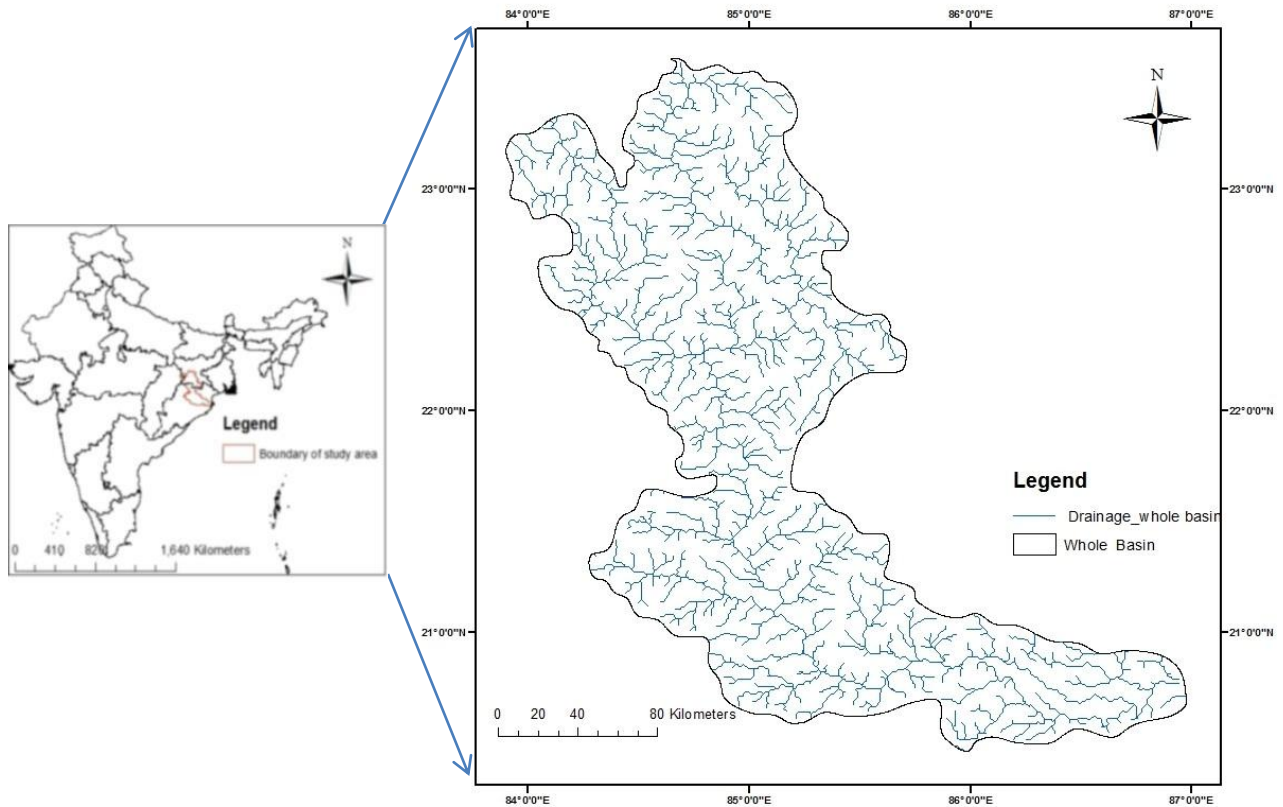 84°0'0"E 85°0'0"E 86°0'0"E 87°0'0"E
N
23°0'0"N 23°0'0"N
N
22°0'0"N 22°0'0"N
Legend
Boundary of study area
Legend
Drainage_whole basin
Whole Basin
0 410 820 1,640 Kilometers
21°0'0"N 21°0'0"N
0 20 40 80 Kilometers
84°0'0"E 85°0'0"E 86°0'0"E 87°0'0"E